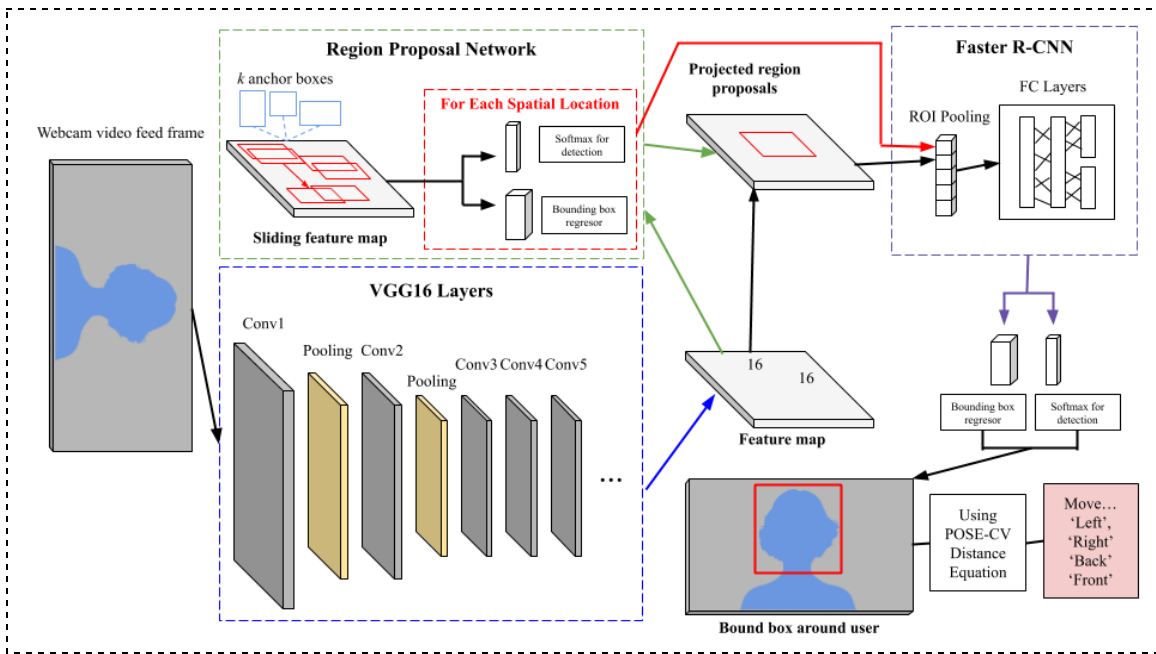 Region Proposal Network
k anchor boxes
For Each Spatial Location
Softmax for
detection
Bounding box
regresor
Sliding feature map
Webcam video feed frame
Projected region
proposals
Faster R-CNN
FC Layers
ROI Pooling
VGG16 Layers
Conv1
Pooling
Conv2
Pooling
Conv3
Conv4
Conv5
...
16
16
Feature map
Bounding box
regresor
Softmax for
detection
Bound box around user
Using
POSE-CV
Distance
Equation
Move…
‘Left’,
‘Right’
‘Back’
‘Front’